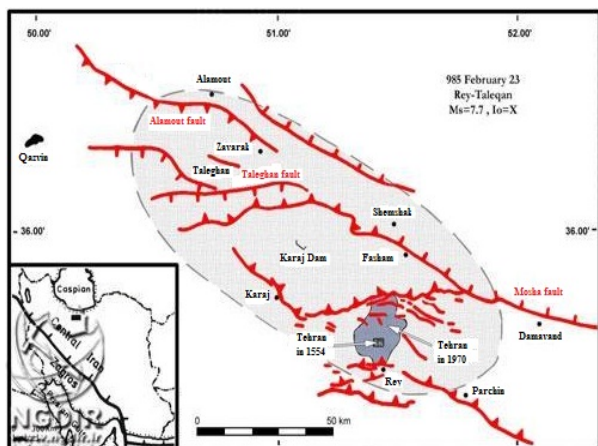 50.00'
51.00
52.00
Alamout
985 February 23
Rey-Taleqan
Ms=7.7 , Io=X
Alamout fault
Qazvin
Zavarak
Taleghan
Taleghan fault
Shemshak
36.00'
36.00'
Karaj Dam
Fasham
Karaj
Mosha fault
Tehran
in 1554
Tehran
in 1970
Damavand
Rey
Parchin
0
50 km
Caspian
Central Iran
Zagros
NGDIR